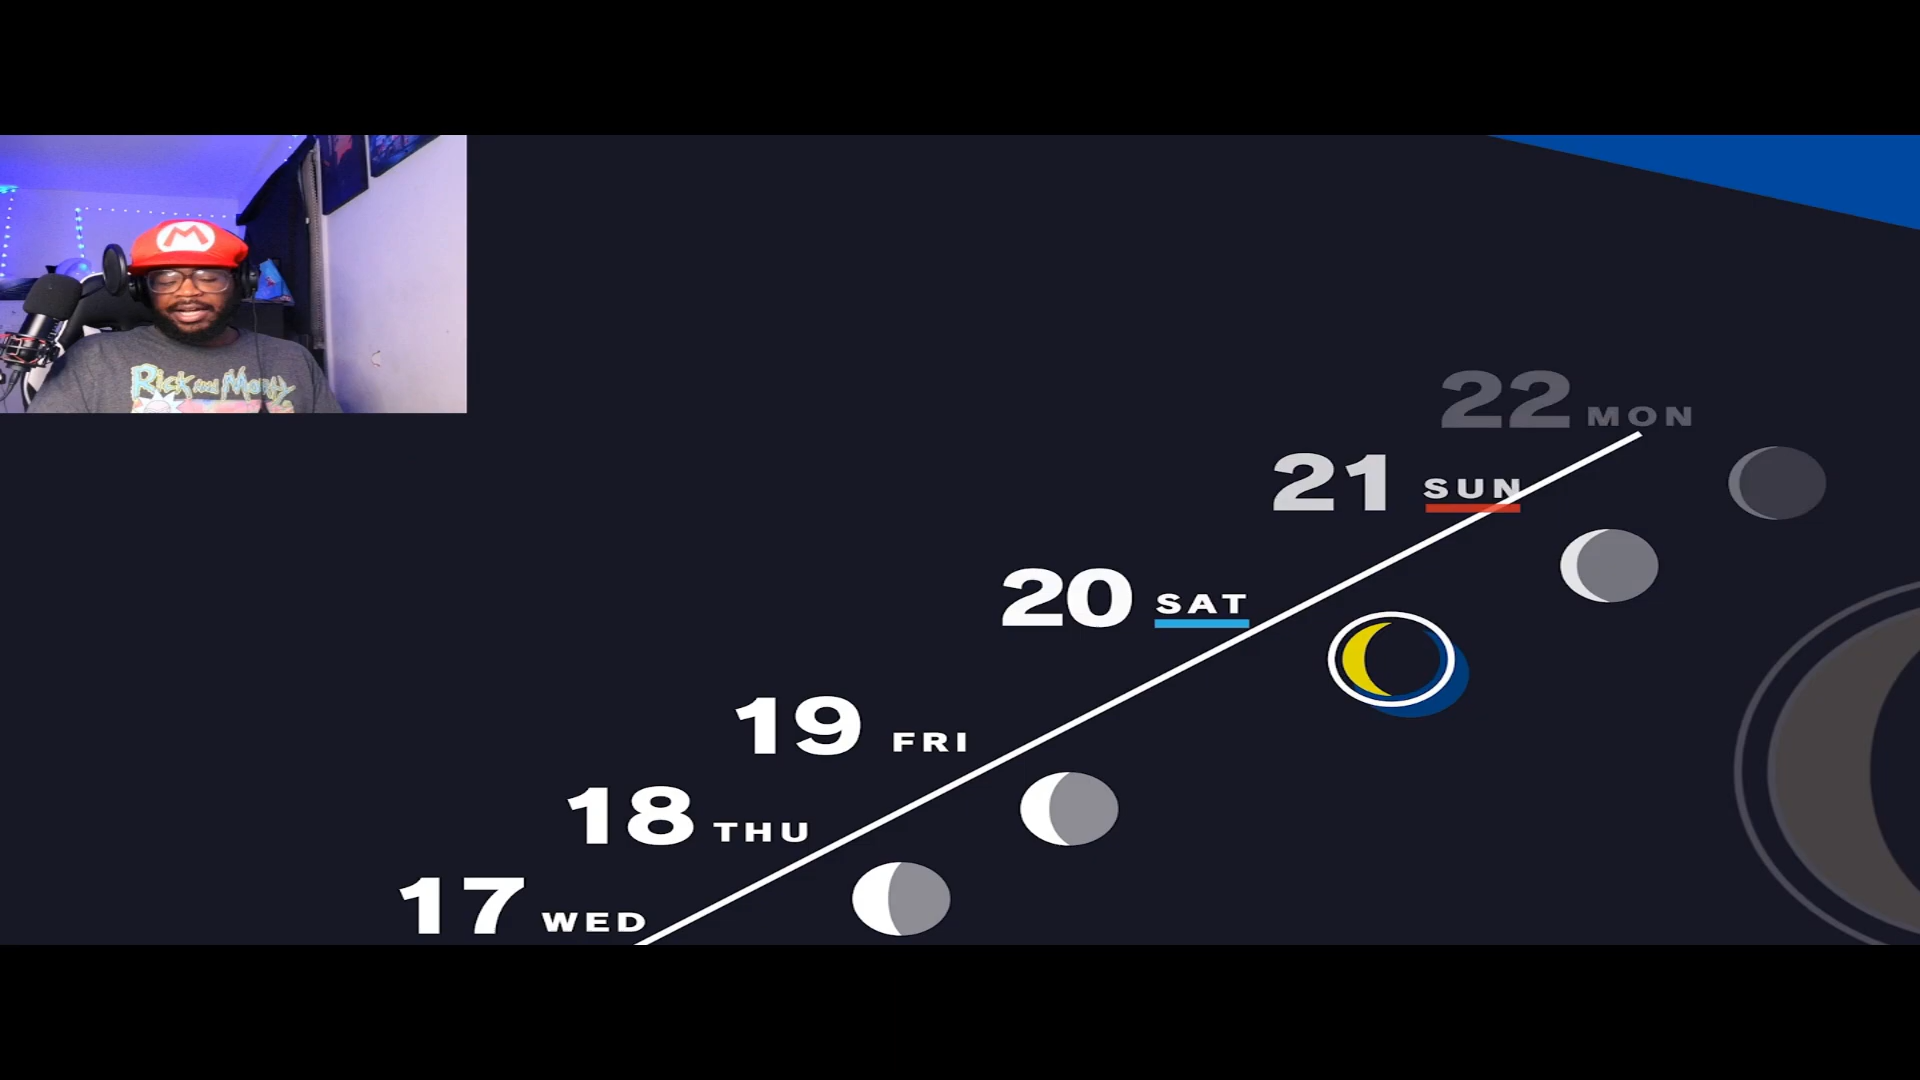 M
Rick and Morty
22 MON
21 SUN
20 SAT
19 FRI
18 THU
17 WED